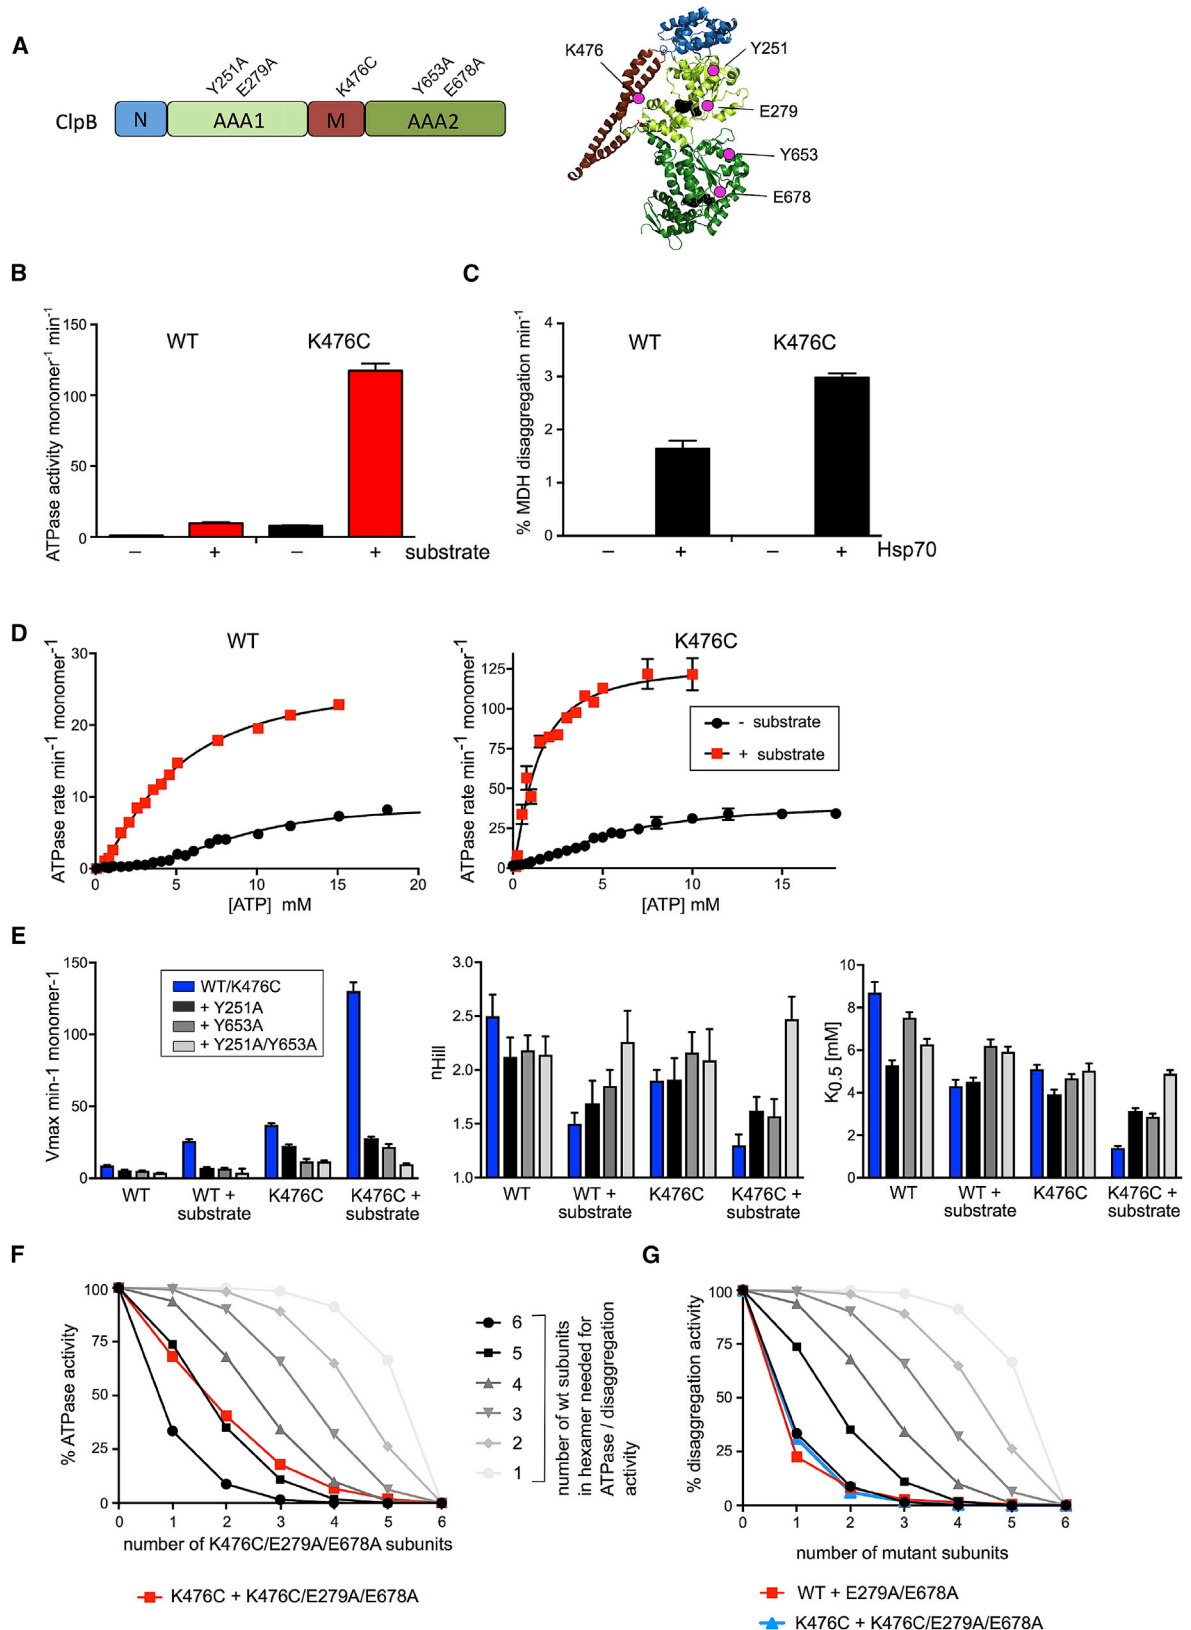 A
ClpB
N
AAA1
M
AAA2
Y251A
E279A
K476C
Y653A
E678A
K476
Y251
E279
Y653
E678
B
ATPase activity monomer-1 min-1
150
100
50
0
WT
K476C
– + – + substrate
C
% MDH disaggregation min-1
4
3
2
1
0
WT
K476C
– + – + Hsp70
D
WT
ATPase rate min-1 monomer-1
30
20
10
0
0 5 10 15 20
[ATP] mM
K476C
ATPase rate min-1 monomer-1
125
100
75
50
25
0
0 5 10 15
[ATP] mM
- substrate
+ substrate
E
Vmax min-1 monomer-1
150
100
50
0
WT/K476C
+ Y251A
+ Y653A
+ Y251A/Y653A
WT WT + K476C K476C +
substrate substrate
nHill
3.0
2.5
2.0
1.5
1.0
WT WT + K476C K476C +
substrate substrate
K0.5 [mM]
10
8
6
4
2
0
WT WT + K476C K476C +
substrate substrate
F
% ATPase activity
100
75
50
25
0
0 1 2 3 4 5 6
number of K476C/E279A/E678A subunits
K476C + K476C/E279A/E678A
6
5
4
3
2
1
number of wt subunits
in hexamer needed for
ATPase / disaggregation
activity
G
% disaggregation activity
100
75
50
25
0
0 1 2 3 4 5 6
number of mutant subunits
WT + E279A/E678A
K476C + K476C/E279A/E678A